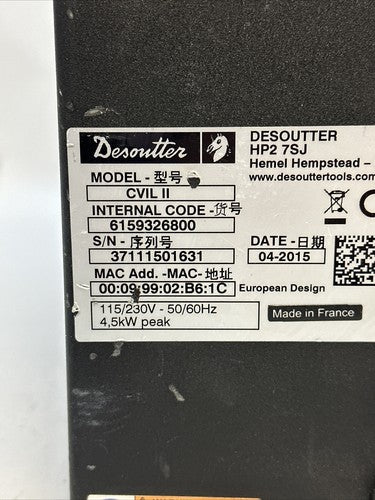 Desoutter
DESOUTTER
HP2 7SJ
Hemel Hempstead -
www.desouttertools.com
MODEL - 型号
CVIL II
INTERNAL CODE -货号
6159326800
S/N - 序列号
37111501631
DATE -日期
04-2015
MAC Add. -MAC- 地址
00:09:99:02:B6:1C
European Design
115/230V - 50/60Hz
4,5kW peak
Made in France